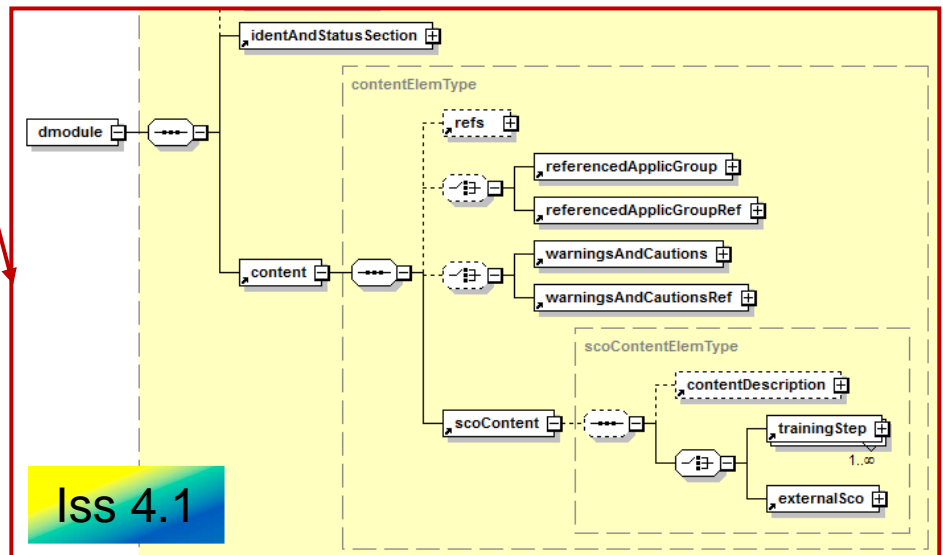 identAndStatusSection
contentElemType
refs
dmodule
referencedApplicGroup
referencedApplicGroupRef
warningsAndCautions
content
warningsAndCautionsRef
scoContentElemType
contentDescription
scoContent
trainingStep
1..∞
externalSco
Iss 4.1